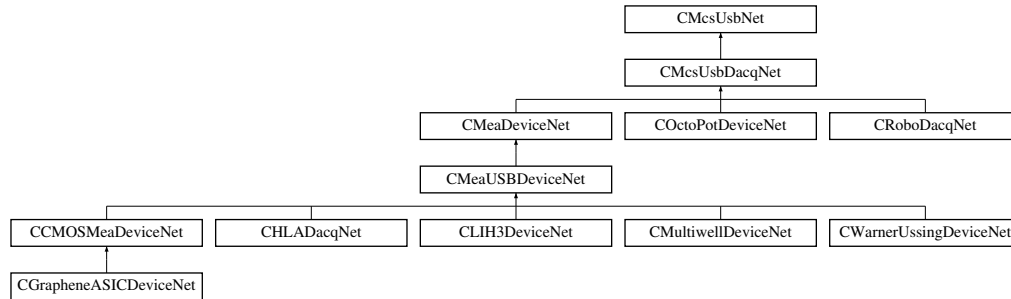 CMcsUsbNet
CMcsUsbDacqNet
CMeaDeviceNet COctoPotDeviceNet CRoboDacqNet
CMeaUSBDeviceNet
CCMOSMeaDeviceNet CHLADacqNet CLIH3DeviceNet CMultiwellDeviceNet CWarnerUssingDeviceNet
CGrapheneASICDeviceNet